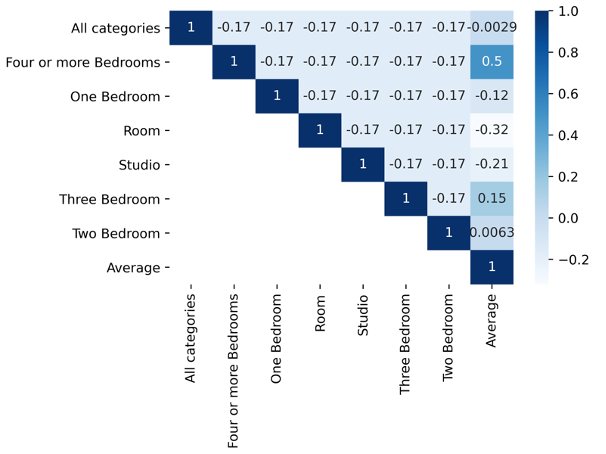 All categories 1 -0.17 -0.17 -0.17 -0.17 -0.17 -0.17 -0.0029
Four or more Bedrooms 1 -0.17 -0.17 -0.17 -0.17 -0.17 0.5
One Bedroom 1 -0.17 -0.17 -0.17 -0.17 -0.12
Room 1 -0.17 -0.17 -0.17 -0.32
Studio 1 -0.17 -0.17 -0.21
Three Bedroom 1 -0.17 0.15
Two Bedroom 1 0.0063
Average 1
All categories
Four or more Bedrooms
One Bedroom
Room
Studio
Three Bedroom
Two Bedroom
Average
1.0
0.8
0.6
0.4
0.2
0.0
−0.2